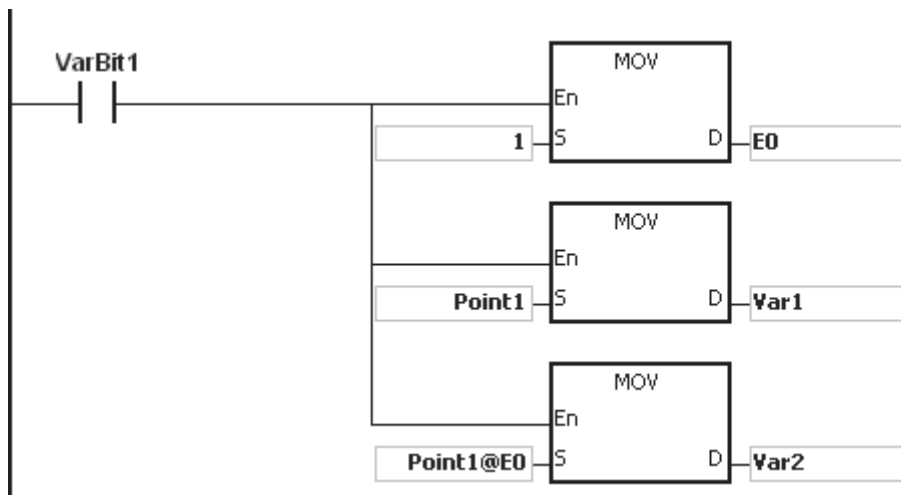 VarBit1
MOV
En
1 S D E0
MOV
En
Point1 S D Var1
MOV
En
Point1@E0 S D Var2